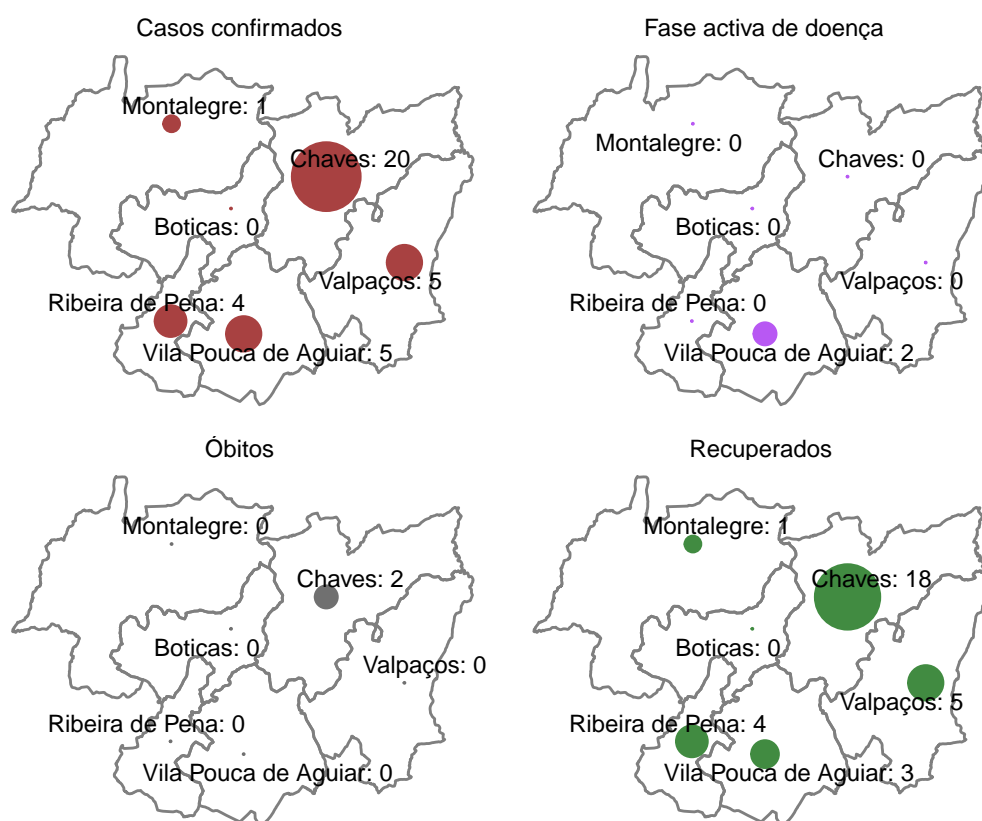 Casos confirmados
Montalegre: 1
Chaves: 20
Boticas: 0
Valpaços: 5
Ribeira de Pena: 4
Vila Pouca de Aguiar: 5
Fase activa de doença
Montalegre: 0
Chaves: 0
Boticas: 0
Valpaços: 0
Ribeira de Pena: 0
Vila Pouca de Aguiar: 2
Óbitos
Montalegre: 0
Chaves: 2
Boticas: 0
Valpaços: 0
Ribeira de Pena: 0
Vila Pouca de Aguiar: 0
Recuperados
Montalegre: 1
Chaves: 18
Boticas: 0
Valpaços: 5
Ribeira de Pena: 4
Vila Pouca de Aguiar: 3